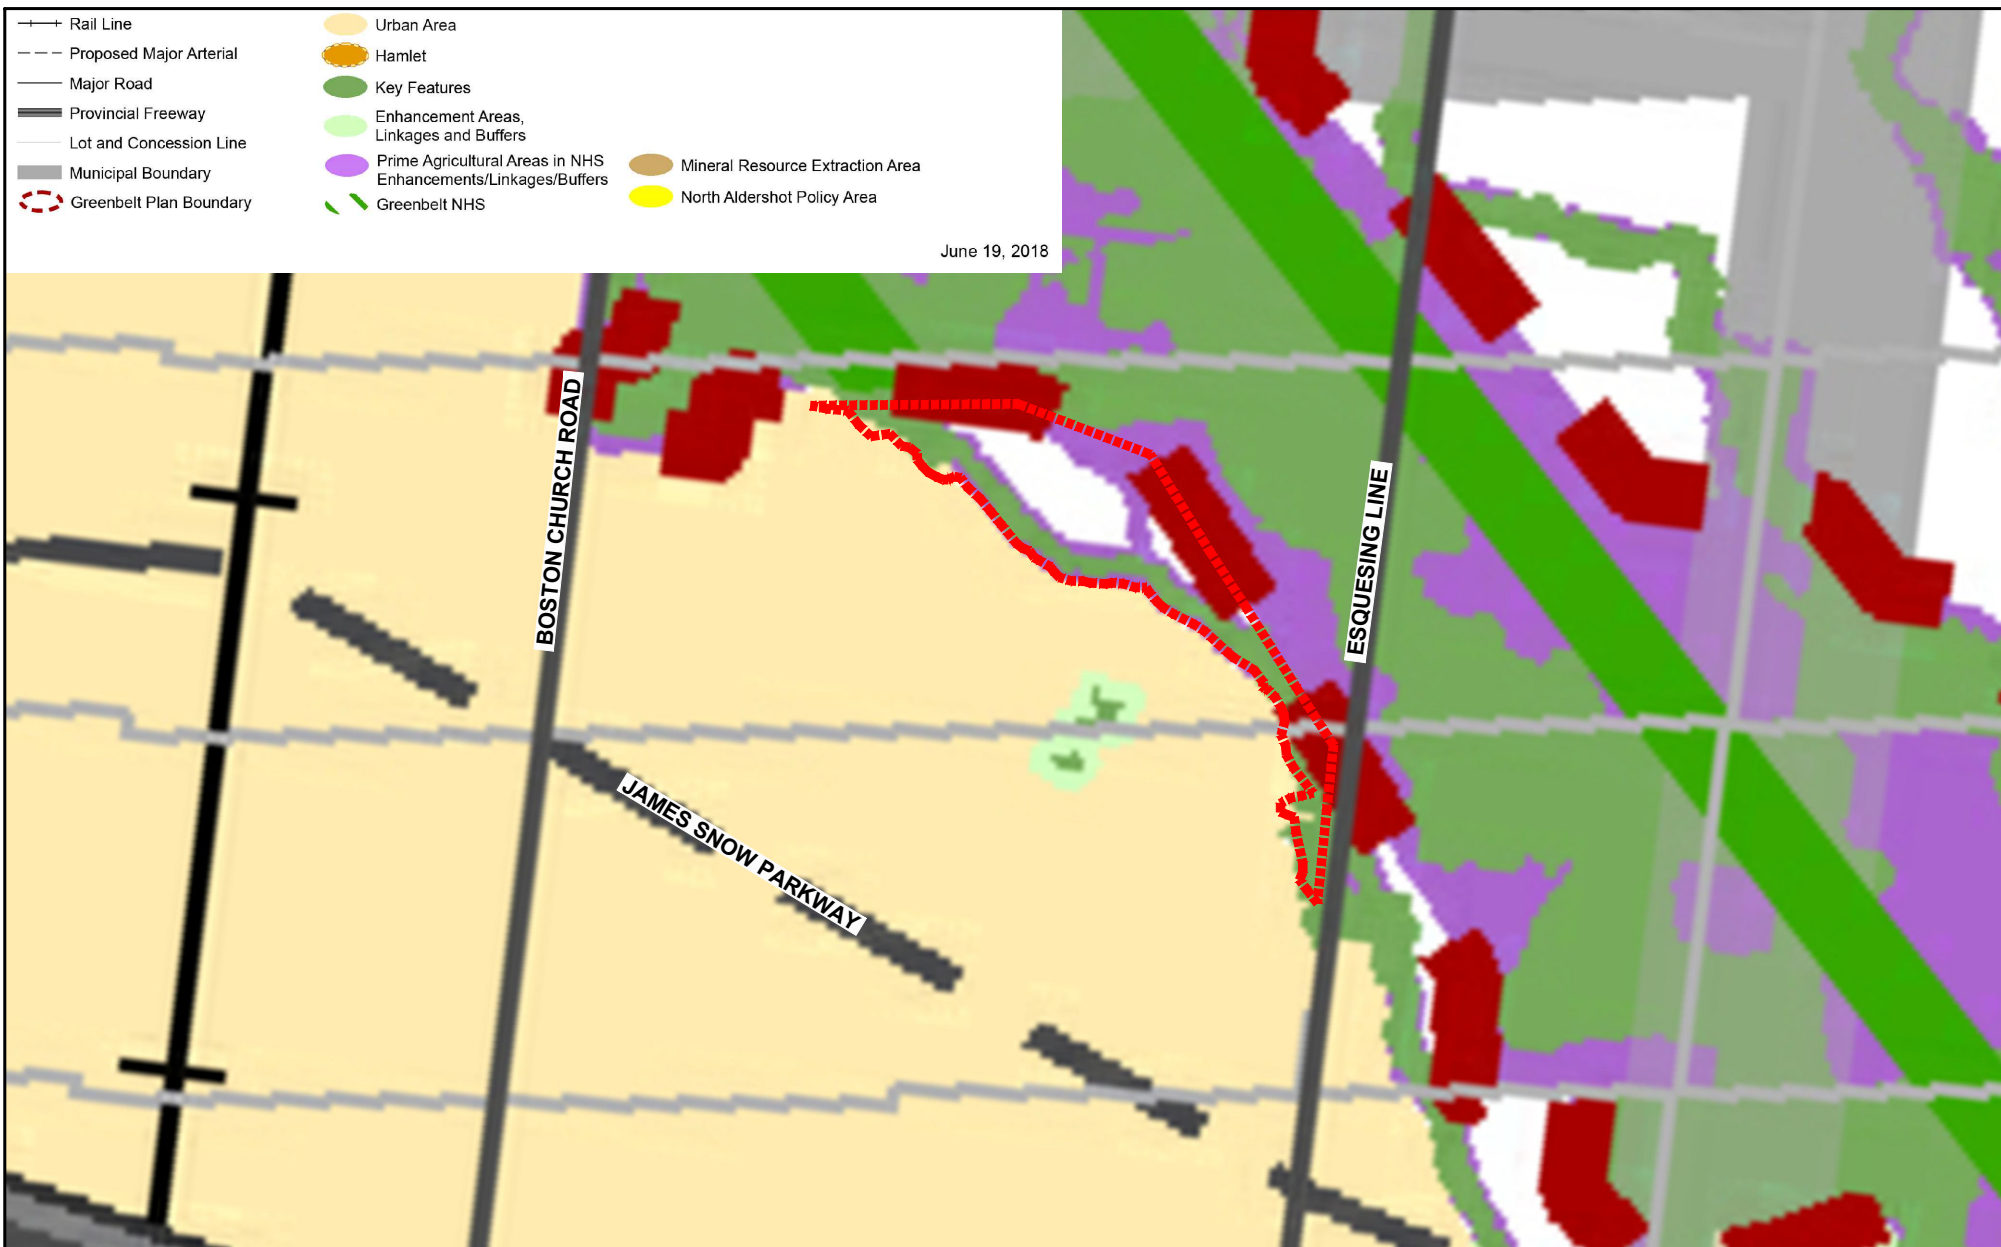 Rail Line
Proposed Major Arterial
Major Road
Provincial Freeway
Lot and Concession Line
Municipal Boundary
Greenbelt Plan Boundary
Urban Area
Hamlet
Key Features
Enhancement Areas,
Linkages and Buffers
Prime Agricultural Areas in NHS
Enhancements/Linkages/Buffers
Greenbelt NHS
Mineral Resource Extraction Area
North Aldershot Policy Area
June 19, 2018
BOSTON CHURCH ROAD
ESQUESING LINE
JAMES SNOW PARKWAY